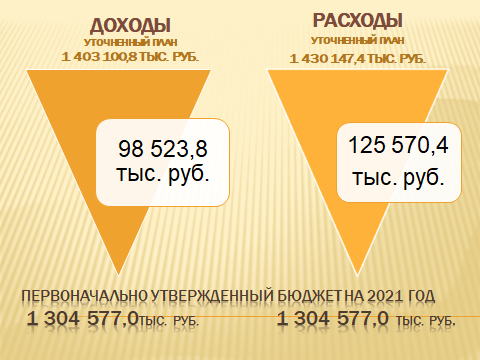 ДОХОДЫ
УТОЧНЕННЫЙ ПЛАН
1 403 100,8 ТЫС. РУБ.
РАСХОДЫ
УТОЧНЕННЫЙ ПЛАН
1 430 147,4 ТЫС. РУБ.
98 523,8
тыс. руб.
125 570,4
тыс. руб.
ПЕРВОНАЧАЛЬНО УТВЕРЖДЕННЫЙ БЮДЖЕТ НА 2021 ГОД
1 304 577,0 ТЫС. РУБ. 1 304 577,0 ТЫС. РУБ.